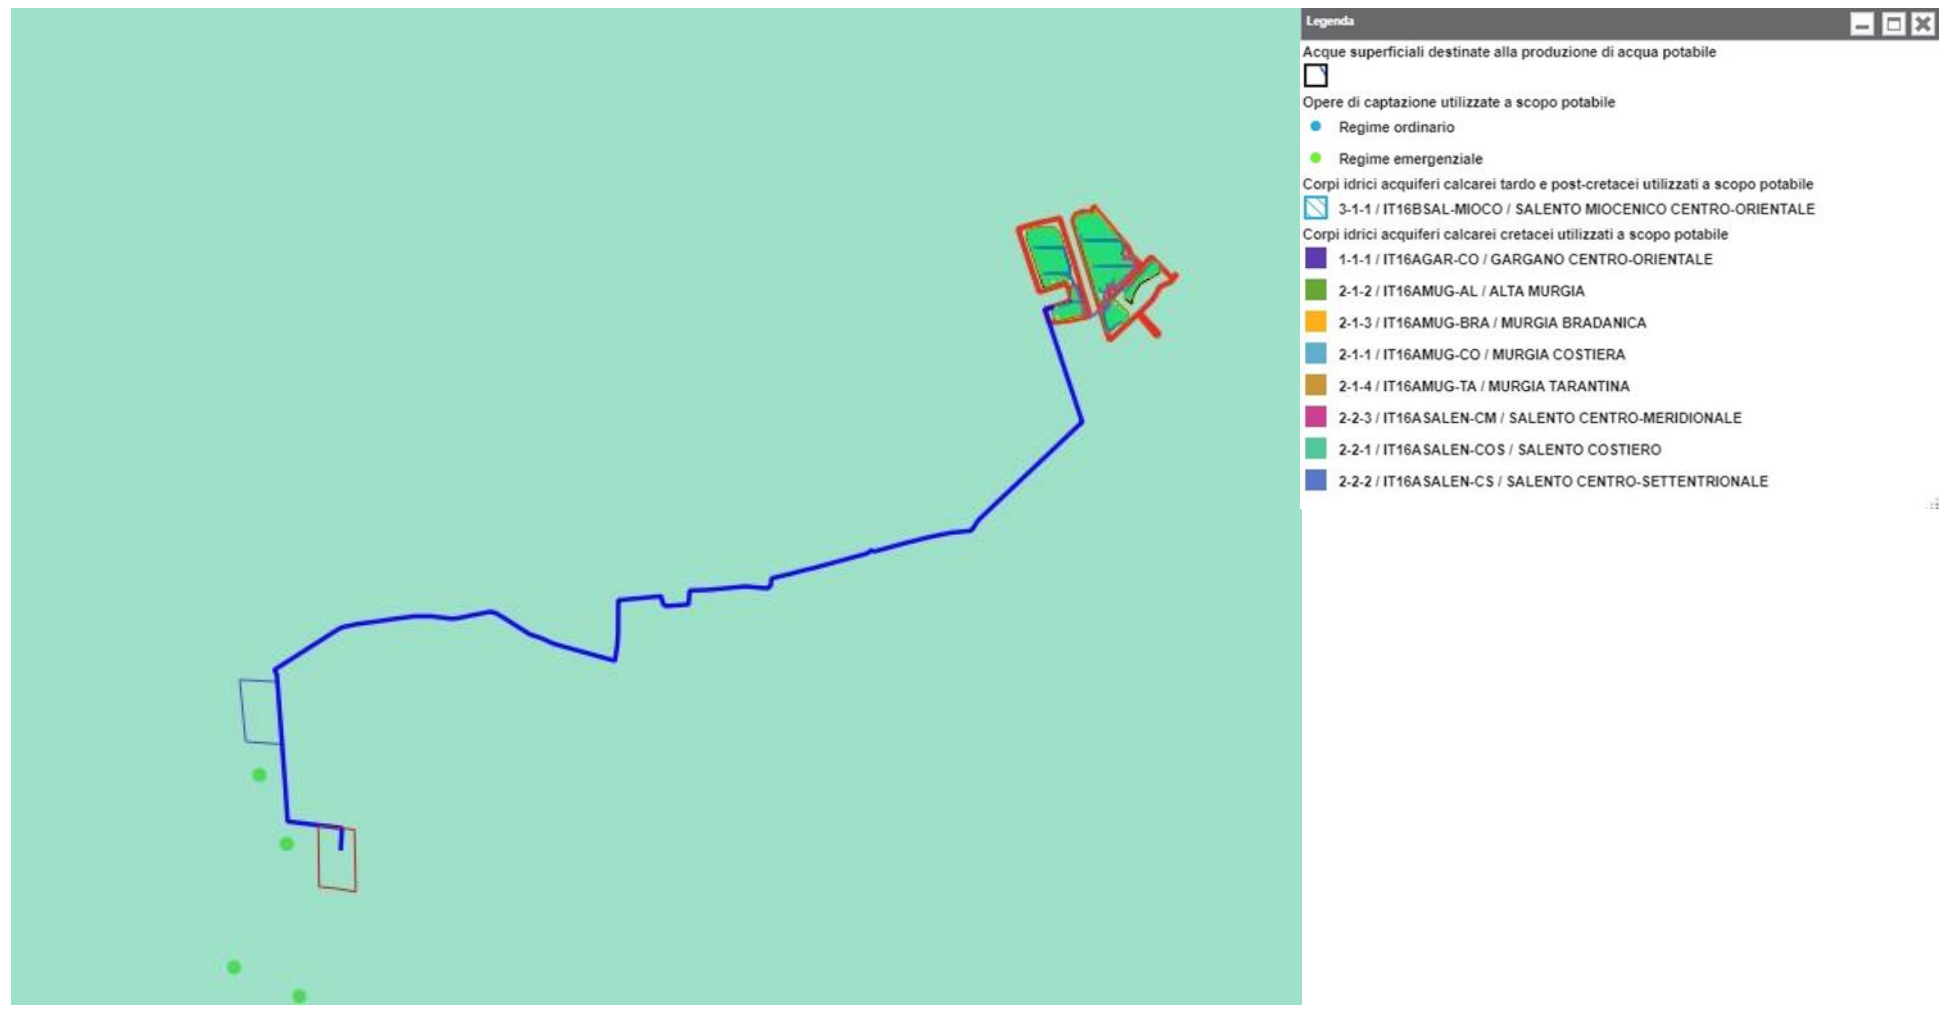 Legenda
Acque superficiali destinate alla produzione di acqua potabile
Opere di captazione utilizzate a scopo potabile
Regime ordinario
Regime emergenziale
Corpi idrici acquiferi calcarei tardo e post-cretacei utilizzati a scopo potabile
3-1-1 / IT16BSAL-MIOCO / SALENTO MIOCENICO CENTRO-ORIENTALE
Corpi idrici acquiferi calcarei cretacei utilizzati a scopo potabile
1-1-1 / IT16AGAR-CO / GARGANO CENTRO-ORIENTALE
2-1-2 / IT16AMUG-AL / ALTA MURGIA
2-1-3 / IT16AMUG-BRA / MURGIA BRADANICA
2-1-1 / IT16AMUG-CO / MURGIA COSTIERA
2-1-4 / IT16AMUG-TA / MURGIA TARANTINA
2-2-3 / IT16ASALEN-CM / SALENTO CENTRO-MERIDIONALE
2-2-1 / IT16ASALEN-COS / SALENTO COSTIERO
2-2-2 / IT16ASALEN-CS / SALENTO CENTRO-SETTENTRIONALE